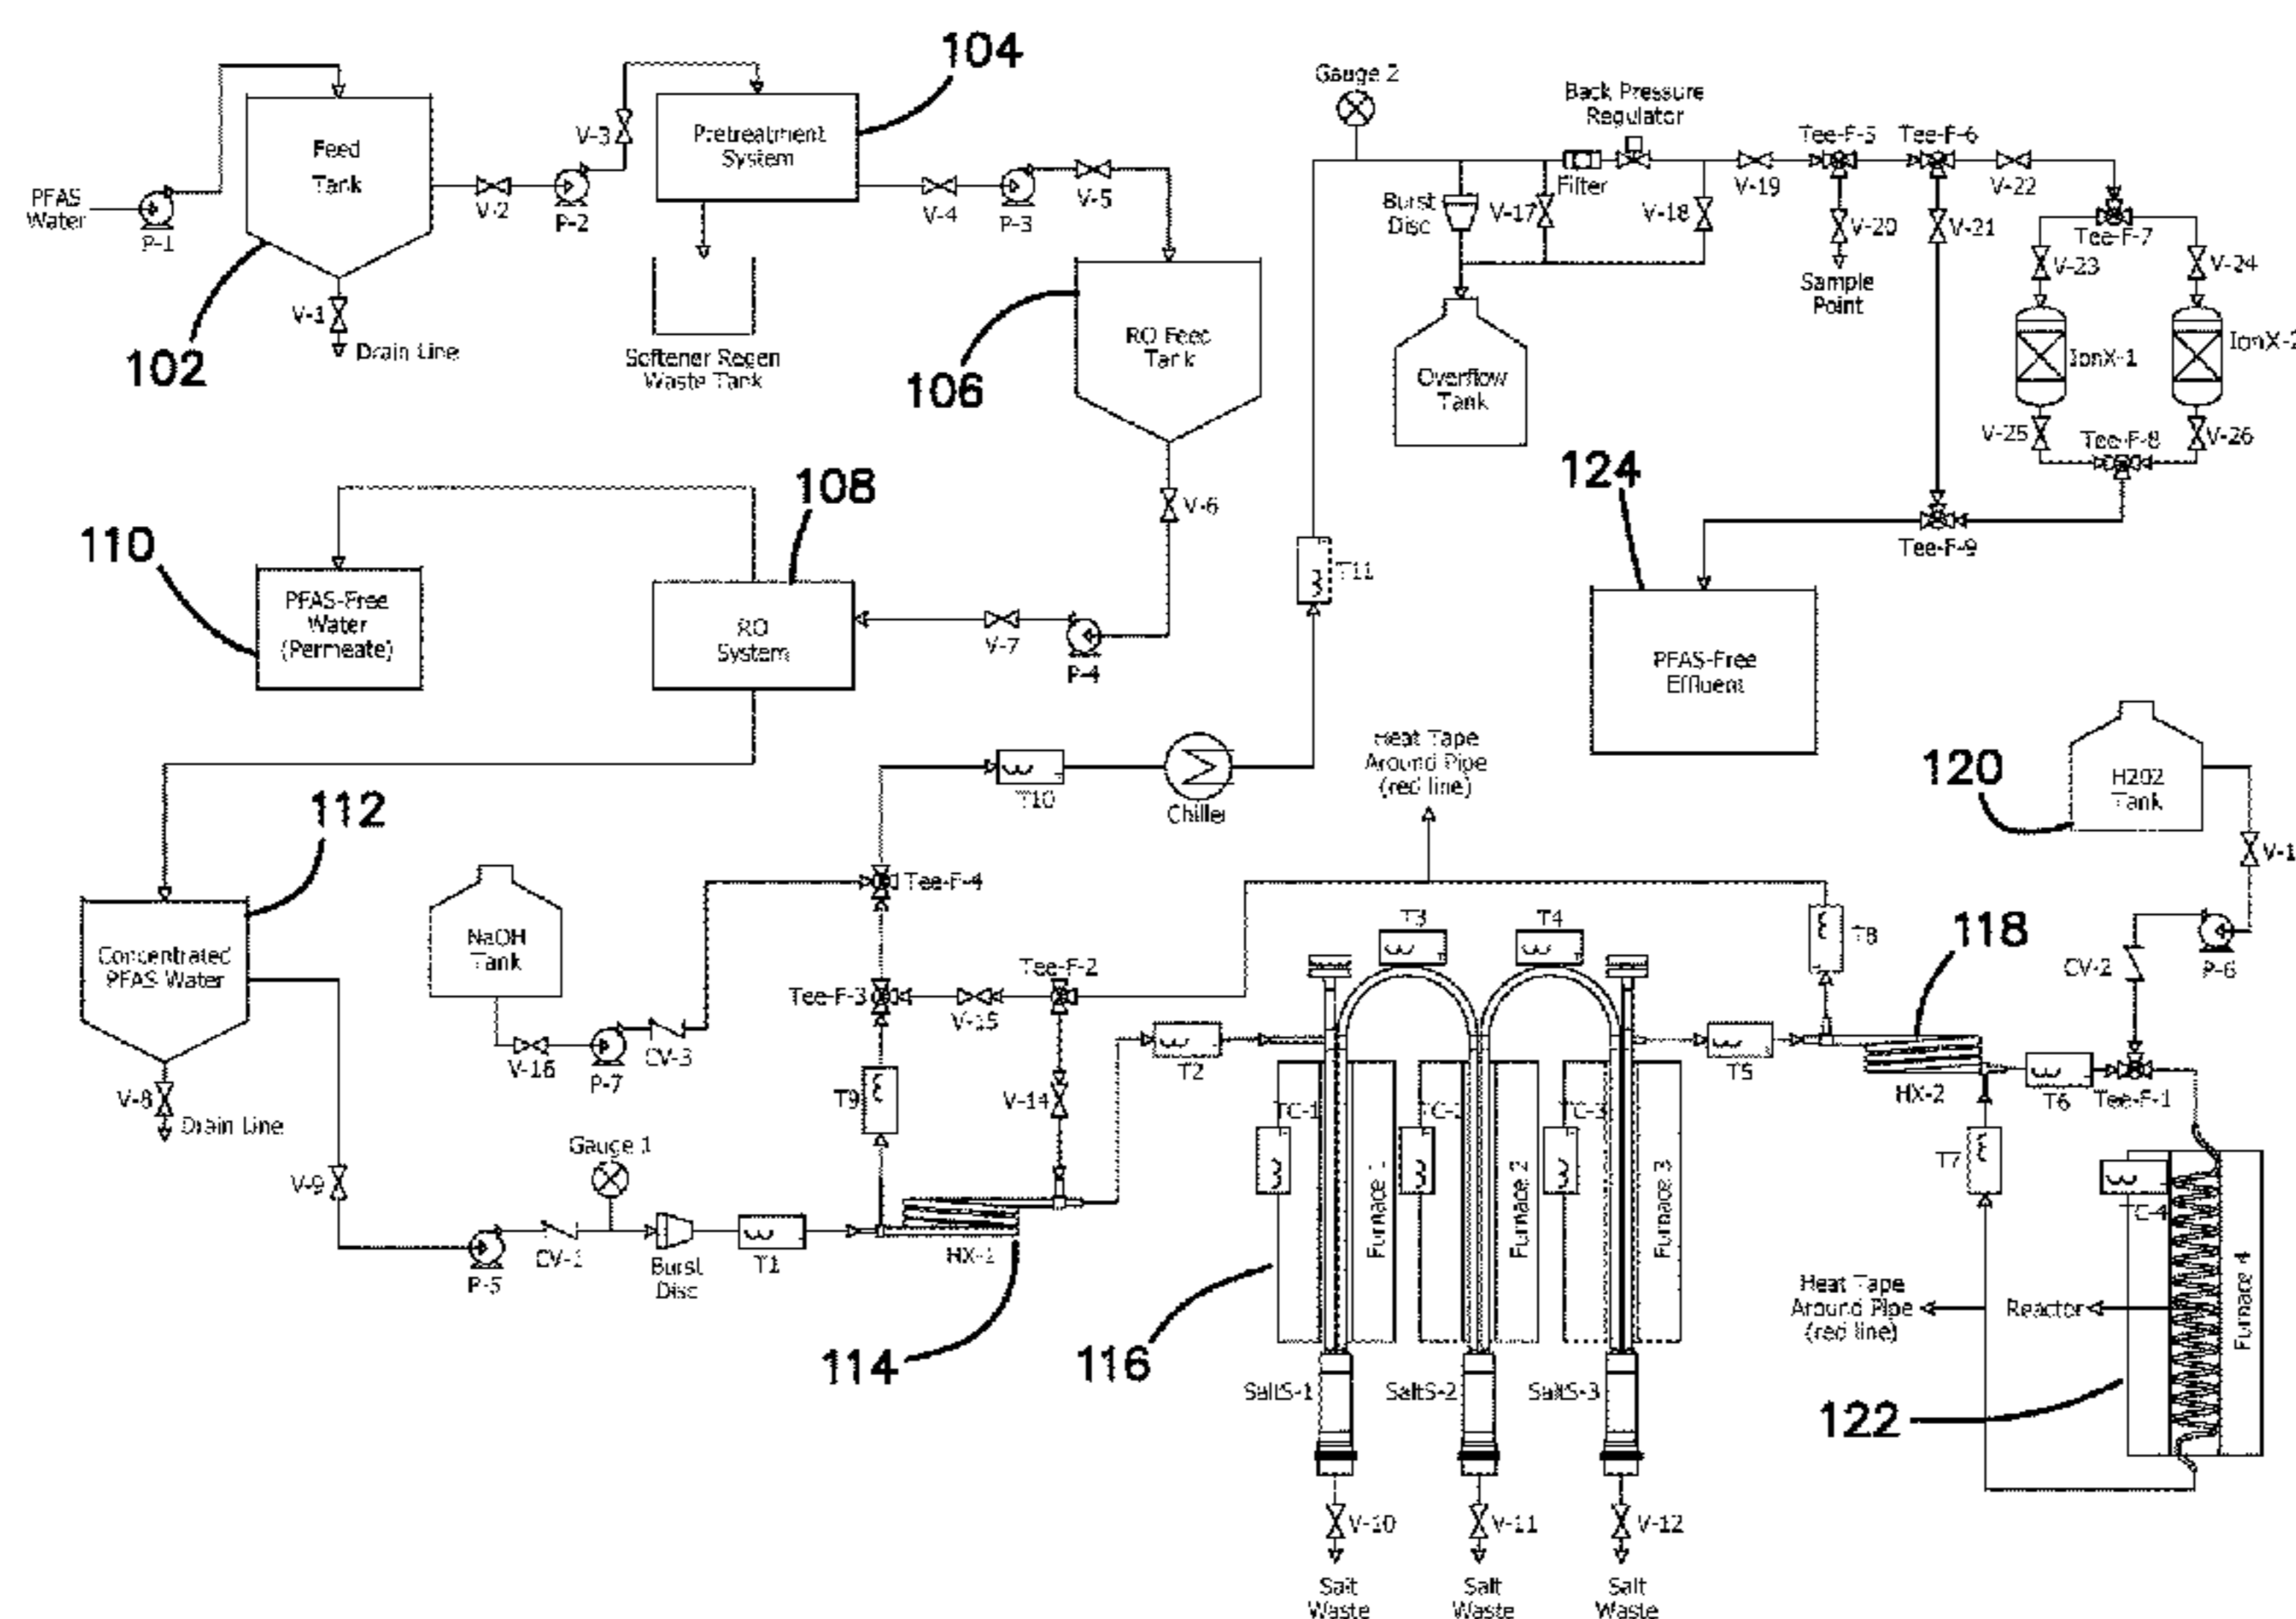 104
Gauge 2
Back Pressure
Regulator
Feed
Tank
V-3
Pretreatment
System
Tee-F-5
Tee-F-6
PFAS
Water
P-1
V-2
P-2
V-4
P-3
V-5
Burst
Disc
V-17
Filter
V-18
V-19
V-20
V-21
V-22
Tee-F-7
V-23
V-24
Sample
Point
V-1
Drain Line
102
Softener Regen
Waste Tank
106
RO Feed
Tank
Overflow
Tank
IonX-1
V-25
Tee-F-8
V-26
110
108
V-6
124
T11
Tee-F-9
PFAS-Free
Water
(Permeate)
RO
System
V-7
P-4
PFAS-Free
Effluent
112
T10
Chiller
Heat Tape
Around Pipe
(red line)
120
H2O2
Tank
Concentrated
PFAS Water
NaOH
Tank
Tee-F-4
T3
T4
T8
118
CV-2
P-6
Tee-F-3
Tee-F-2
V-15
V-16
P-7
CV-3
T2
T5
HX-2
T6
Tee-F-1
V-8
Drain Line
T9
V-14
TC-1
TC-3
T7
V-9
Gauge 1
TC-4
P-5
CV-1
Burst
Disc
T1
HX-1
Furnace 1
Furnace 2
Furnace 3
Furnace 4
Heat Tape
Around Pipe
(red line)
Reactor
114
116
SaltS-1
SaltS-2
SaltS-3
122
V-10
V-11
V-12
Salt
Waste
Salt
Waste
Salt
Waste